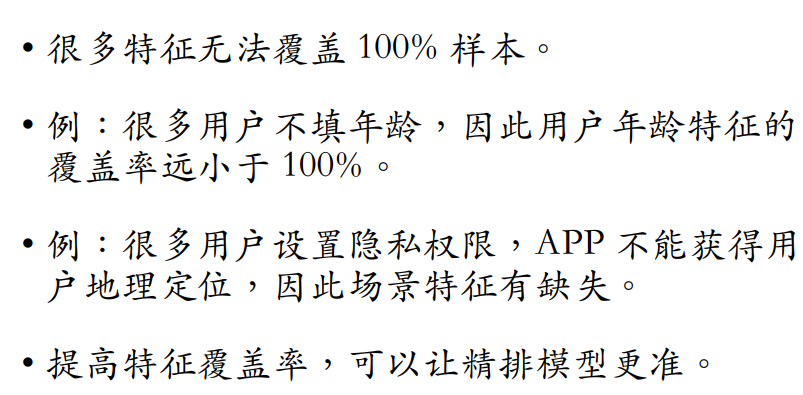 • 很多特征无法覆盖 100% 样本。
• 例：很多用户不填年龄，因此用户年龄特征的
覆盖率远小于 100%。
• 例：很多用户设置隐私权限，APP 不能获得用
户地理定位，因此场景特征有缺失。
• 提高特征覆盖率，可以让精排模型更准。